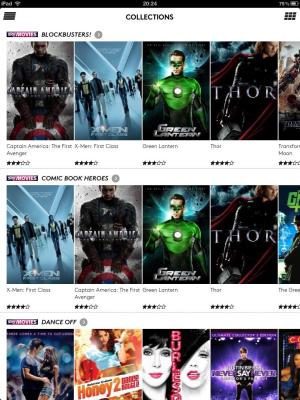 iPad 20:24 75%
COLLECTIONS
sky MOVIES BLOCKBUSTERS!
CAPTAIN AMERICA
X-MEN
FIRST CLASS
GREEN LANTERN
THOR
Captain America: The First Avenger
X-Men: First Class
Green Lantern
Thor
Transfor
Moon
sky MOVIES COMIC BOOK HEROES
X-MEN
FIRST CLASS
CAPTAIN AMERICA
GREEN LANTERN
THOR
X-Men: First Class
Captain America: The First Avenger
Green Lantern
Thor
The Gree
sky MOVIES DANCE OFF
Honey 2
BURLESQUE
ULTIMATE COLLECTOR'S EDITION
JUSTIN BIEBER
NEVER SAY NEVER